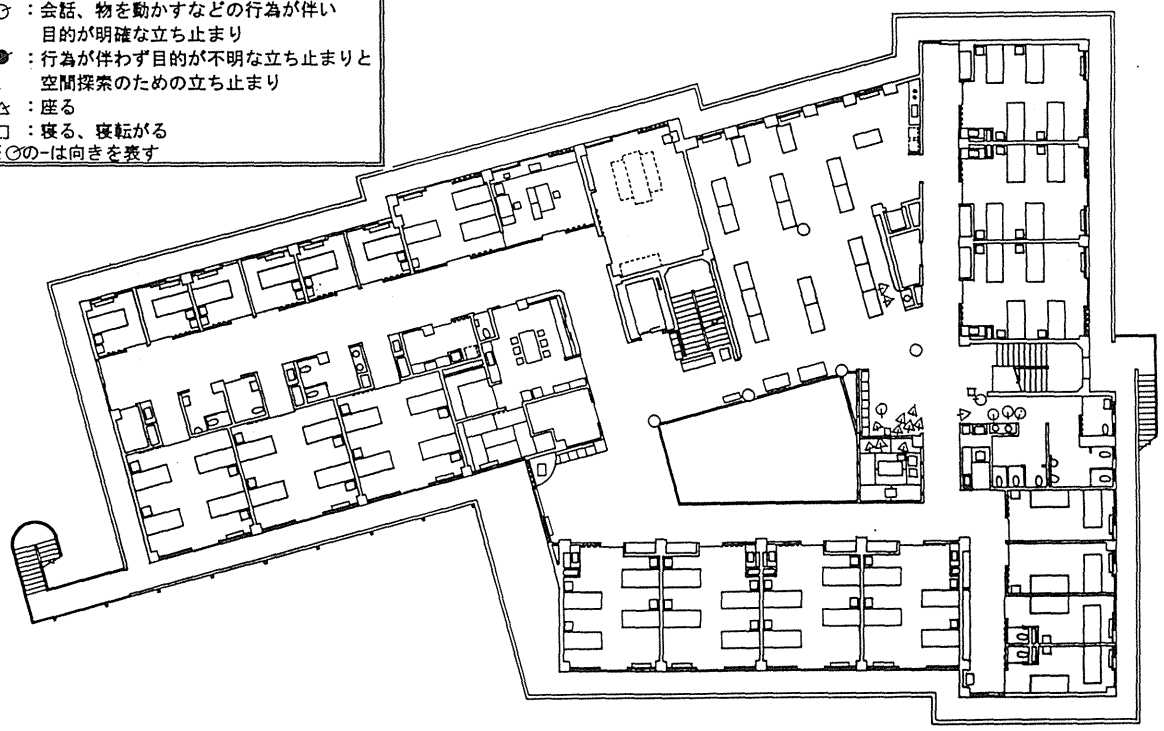 ：会話、物を動かすなどの行為が伴い
目的が明確な立ち止まり
：行為が伴わず目的が不明な立ち止まりと
空間探索のための立ち止まり
：座る
：寝る、寝転がる
の-は向きを表す